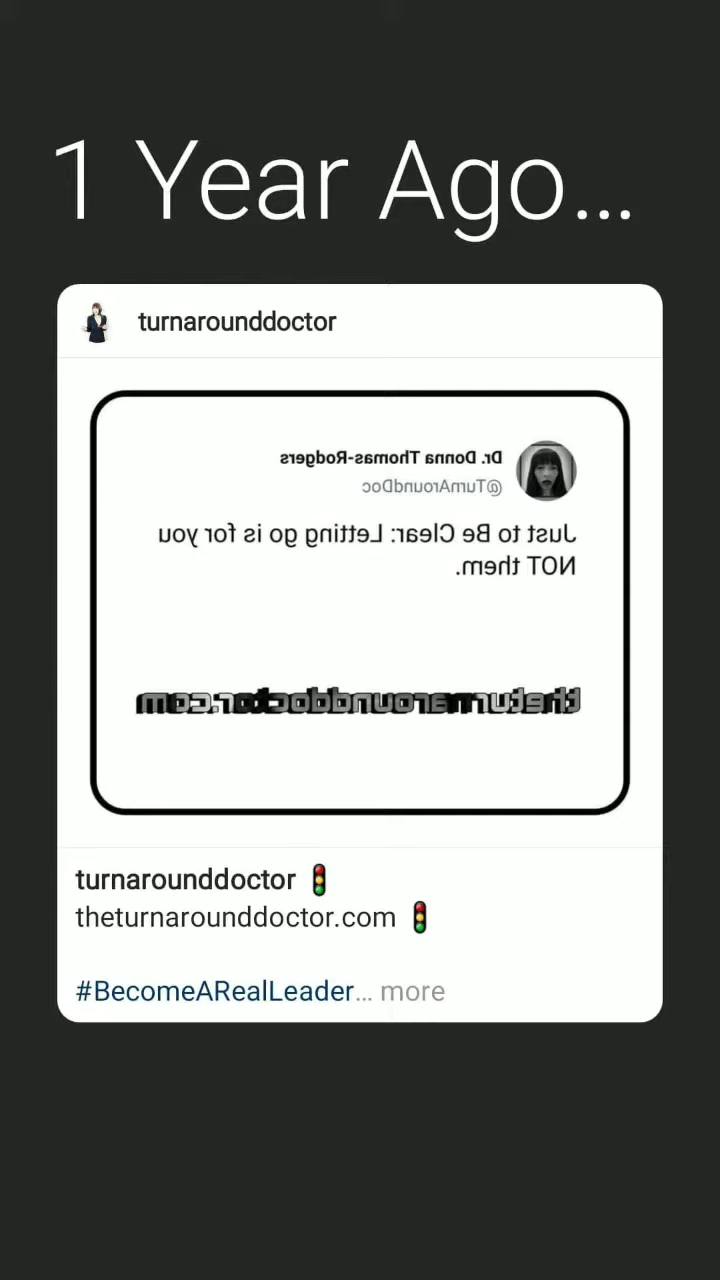 1 Year Ago...
turnarounddoctor
Dr. Donna Thomas-Rodgers
@TurnAroundDoc
Just to Be Clear: Letting go is for you
NOT them.
theturnarounddoctor.com
turnarounddoctor 🚦
theturnarounddoctor.com 🚦
#BecomeARealLeader... more